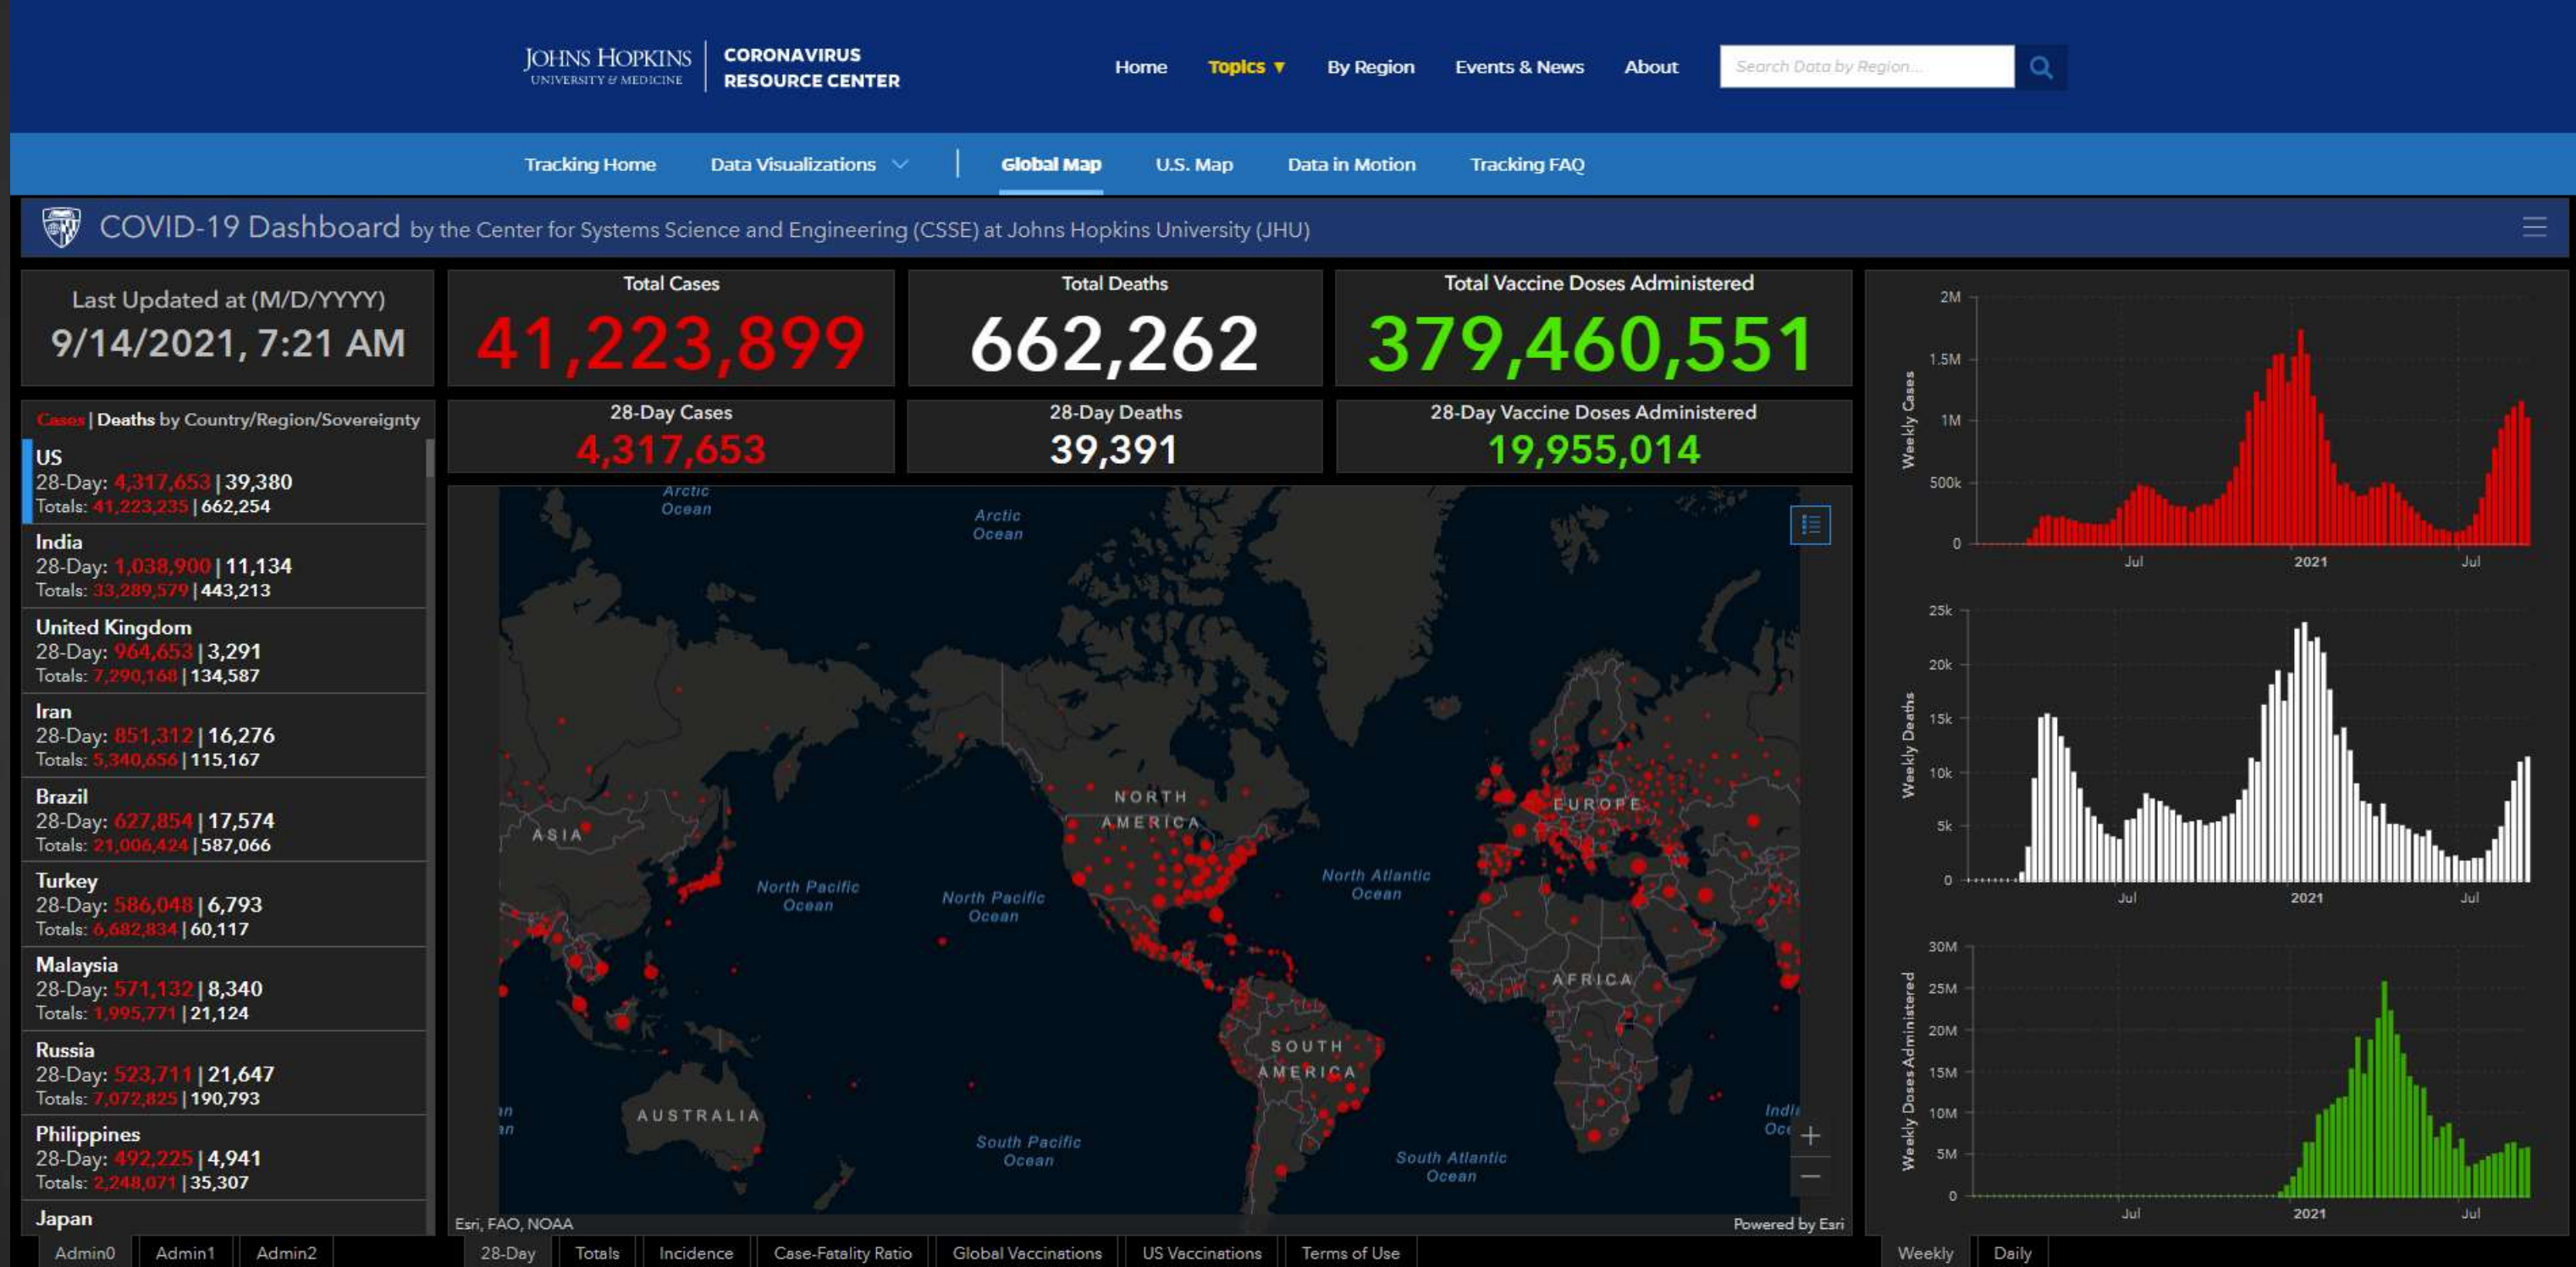 JOHNS HOPKINS
UNIVERSITY & MEDICINE
CORONAVIRUS
RESOURCE CENTER
Home
Topics ▼
By Region
Events & News
About
Search Data by Region...
Tracking Home
Data Visualizations
Global Map
U.S. Map
Data in Motion
Tracking FAQ
COVID-19 Dashboard by the Center for Systems Science and Engineering (CSSE) at Johns Hopkins University (JHU)
Last Updated at (M/D/YYYY)
9/14/2021, 7:21 AM
Cases | Deaths by Country/Region/Sovereignty
US
28-Day: 4,317,653 | 39,380
Totals: 41,223,235 | 662,254
India
28-Day: 1,038,900 | 11,134
Totals: 33,289,579 | 443,213
United Kingdom
28-Day: 964,653 | 3,291
Totals: 7,290,168 | 134,587
Iran
28-Day: 851,312 | 16,276
Totals: 5,340,656 | 115,167
Brazil
28-Day: 627,854 | 17,574
Totals: 21,006,424 | 587,066
Turkey
28-Day: 586,048 | 6,793
Totals: 6,682,834 | 60,117
Malaysia
28-Day: 571,132 | 8,340
Totals: 1,995,771 | 21,124
Russia
28-Day: 523,711 | 21,647
Totals: 7,072,825 | 190,793
Philippines
28-Day: 492,225 | 4,941
Totals: 2,248,071 | 35,307
Japan
Admin0
Admin1
Admin2
Total Cases
41,223,899
Total Deaths
662,262
Total Vaccine Doses Administered
379,460,551
28-Day Cases
4,317,653
28-Day Deaths
39,391
28-Day Vaccine Doses Administered
19,955,014
Arctic
Ocean
Arctic
Ocean
NORTH
AMERICA
EUROPE
ASIA
North Pacific
Ocean
North Pacific
Ocean
North Atlantic
Ocean
AFRICA
SOUTH
AMERICA
AUSTRALIA
South Pacific
Ocean
South Atlantic
Ocean
an
an
India
Oce
+
−
Esri, FAO, NOAA
Powered by Esri
28-Day
Totals
Incidence
Case-Fatality Ratio
Global Vaccinations
US Vaccinations
Terms of Use
Weekly Cases
2M
1.5M
1M
500k
0
Jul
2021
Jul
Weekly Deaths
25k
20k
15k
10k
5k
0
Jul
2021
Jul
Weekly Doses Administered
30M
25M
20M
15M
10M
5M
0
Jul
2021
Jul
Weekly
Daily